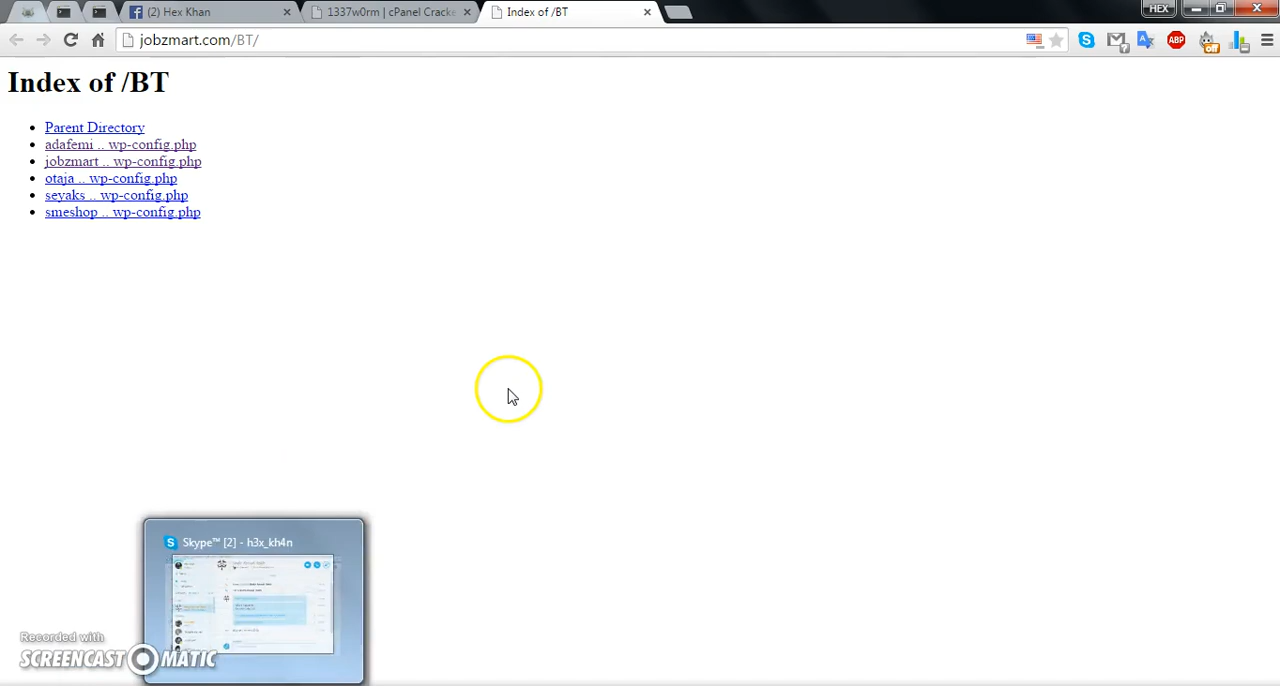 (2) Hex Khan
1337w0rm | cPanel Cracke
Index of /BT
HEX
jobzmart.com/BT/
ABP
off
Index of /BT
Parent Directory
adafemi .. wp-config.php
jobzmart .. wp-config.php
otaja .. wp-config.php
seyaks .. wp-config.php
smeshop .. wp-config.php
Skype™ [2] - h3x_kh4n
Recorded with
SCREENCAST MATIC